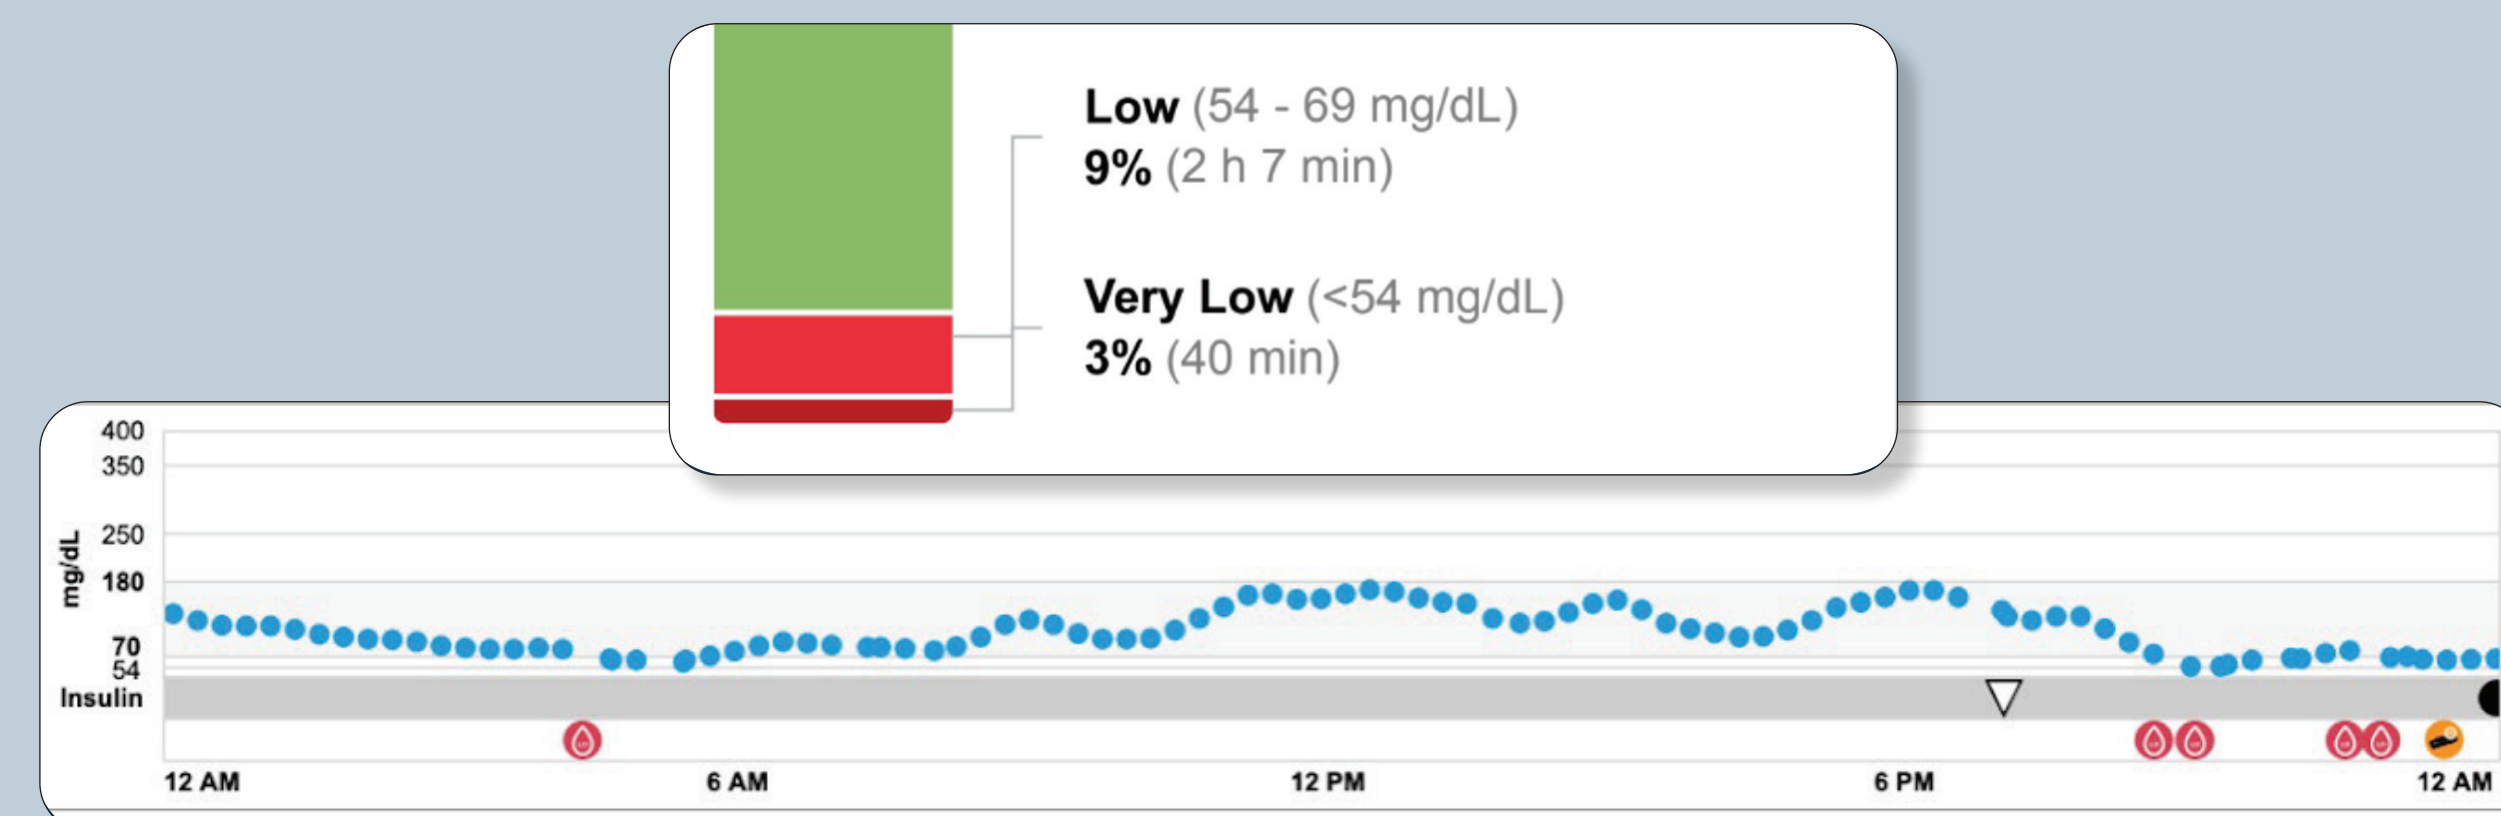 Low (54 - 69 mg/dL)
9% (2 h 7 min)
Very Low (<54 mg/dL)
3% (40 min)
400
350
250
180
70
54
mg/dL
Insulin
12 AM
6 AM
12 PM
6 PM
12 AM